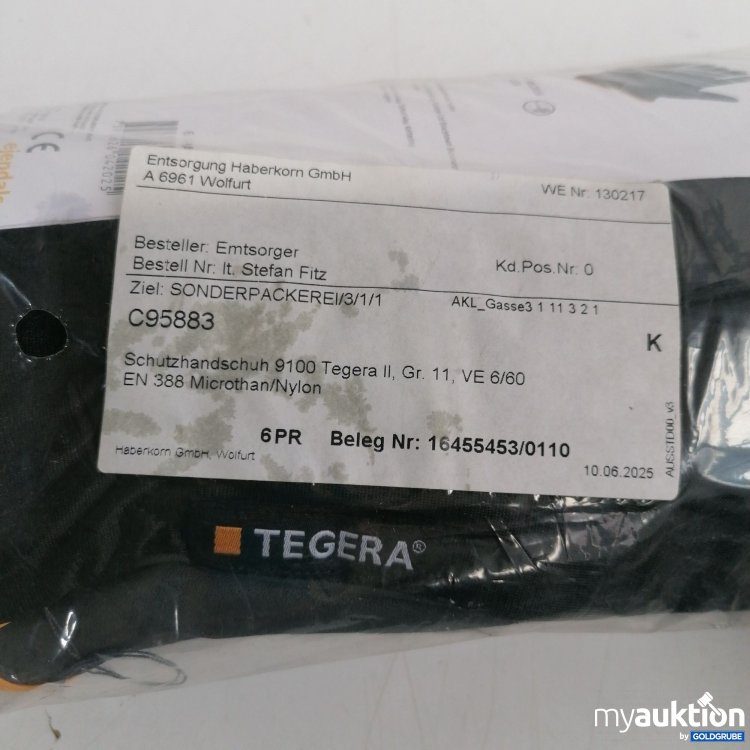 ejendals
CE
Entsorgung Haberkorn GmbH
A 6961 Wolfurt
WE Nr: 130217
Besteller: Emtsorger
Bestell Nr: lt. Stefan Fitz
Kd.Pos.Nr: 0
Ziel: SONDERPACKEREI/3/1/1
AKL_Gasse3 1 11 3 2 1
C95883
K
Schutzhandschuh 9100 Tegera II, Gr. 11, VE 6/60
EN 388 Microthan/Nylon
6PR Beleg Nr: 16455453/0110
Haberkorn GmbH, Wolfurt
10.06.2025
AUSSTD00_v3
TEGERA®
myauktion
by GOLDGRUBE